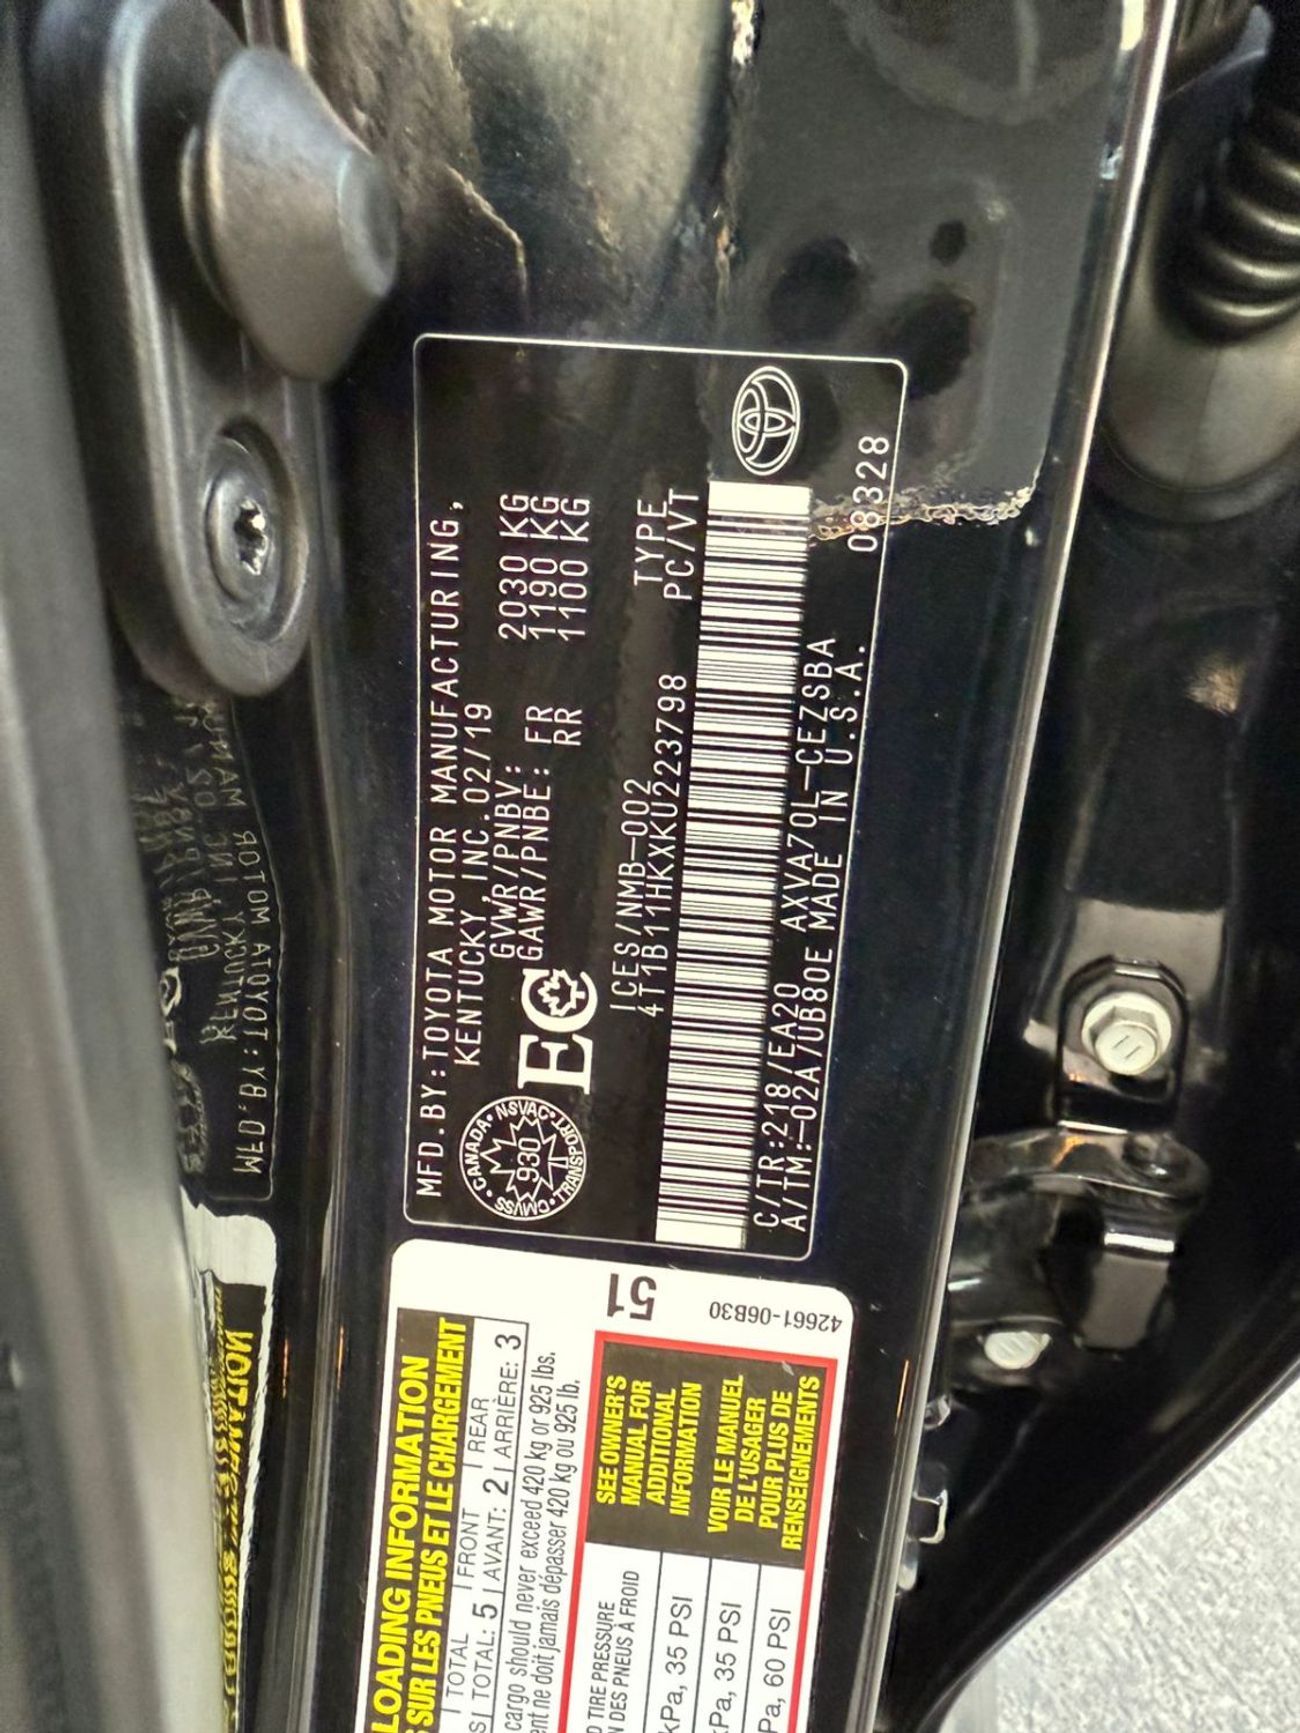 MFD.BY:TOYOTA MOTOR MANUFACTURING,
KENTUCKY, INC.02/19
GVWR/PNBV: 2030 KG
GAWR/PNBE: FR 1190 KG
RR 1100 KG
CANADA NSVAC TRANSPORT CMVSS
930
EC
ICES/NMB-002 TYPE
4T1B11HKXKU223798 PC/VT
C/TR:218/EA20 AXVA70L-CEZSBA
A/TM:-02A/UB80E MADE IN U.S.A. 08328
LOADING INFORMATION
SUR LES PNEUS ET LE CHARGEMENT
TOTAL FRONT REAR
TOTAL: 5 AVANT: 2 ARRIÈRE: 3
cargo should never exceed 420 kg or 925 lbs.
ne doit jamais dépasser 420 kg ou 925 lb.
TIRE PRESSURE
DES PNEUS À FROID
kPa, 35 PSI
kPa, 35 PSI
60 PSI
SEE OWNER'S
MANUAL FOR
ADDITIONAL
INFORMATION
VOIR LE MANUEL
DE L'USAGER
POUR PLUS DE
RENSEIGNEMENTS
51
42661-06B30